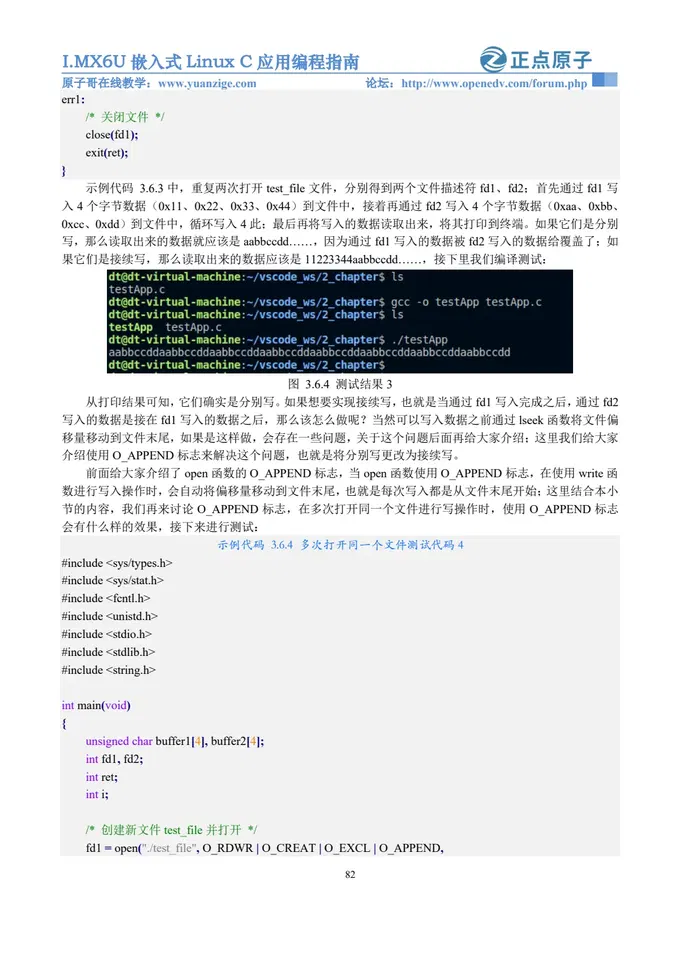 I.MX6U 嵌入式 Linux C 应用编程指南
正点原子
原子哥在线教学：www.yuanzige.com
论坛：http://www.openedv.com/forum.php
err1:
/* 关闭文件 */
close(fd1);
exit(ret);
}
示例代码 3.6.3 中，重复两次打开 test_file 文件，分别得到两个文件描述符 fd1、fd2；首先通过 fd1 写
入 4 个字节数据（0x11、0x22、0x33、0x44）到文件中，接着再通过 fd2 写入 4 个字节数据（0xaa、0xbb、
0xcc、0xdd）到文件中，循环写入 4 此；最后再将写入的数据读取出来，将其打印到终端。如果它们是分别
写，那么读取出来的数据就应该是 aabbccdd……，因为通过 fd1 写入的数据被 fd2 写入的数据给覆盖了；如
果它们是接续写，那么读取出来的数据应该是 11223344aabbccdd……，接下里我们编译测试：
dt@dt-virtual-machine:~/vscode_ws/2_chapter$ ls
testApp.c
dt@dt-virtual-machine:~/vscode_ws/2_chapter$ gcc -o testApp testApp.c
dt@dt-virtual-machine:~/vscode_ws/2_chapter$ ls
testApp testApp.c
dt@dt-virtual-machine:~/vscode_ws/2_chapter$ ./testApp
aabbccddaabbccddaabbccddaabbccddaabbccddaabbccddaabbccddaabbccdd
dt@dt-virtual-machine:~/vscode_ws/2_chapter$
图 3.6.4 测试结果 3
从打印结果可知，它们确实是分别写。如果想要实现接续写，也就是当通过 fd1 写入完成之后，通过 fd2
写入的数据是接在 fd1 写入的数据之后，那么该怎么做呢？当然可以写入数据之前通过 lseek 函数将文件偏
移量移动到文件末尾，如果是这样做，会存在一些问题，关于这个问题后面再给大家介绍；这里我们给大家
介绍使用 O_APPEND 标志来解决这个问题，也就是将分别写更改为接续写。
前面给大家介绍了 open 函数的 O_APPEND 标志，当 open 函数使用 O_APPEND 标志，在使用 write 函
数进行写入操作时，会自动将偏移量移动到文件末尾，也就是每次写入都是从文件末尾开始；这里结合本小
节的内容，我们再来讨论 O_APPEND 标志，在多次打开同一个文件进行写操作时，使用 O_APPEND 标志
会有什么样的效果，接下来进行测试：
示例代码 3.6.4 多次打开同一个文件测试代码 4
#include <sys/types.h>
#include <sys/stat.h>
#include <fcntl.h>
#include <unistd.h>
#include <stdio.h>
#include <stdlib.h>
#include <string.h>
int main(void)
{
unsigned char buffer1[4], buffer2[4];
int fd1, fd2;
int ret;
int i;
/* 创建新文件 test_file 并打开 */
fd1 = open("./test_file", O_RDWR | O_CREAT | O_EXCL | O_APPEND,
82